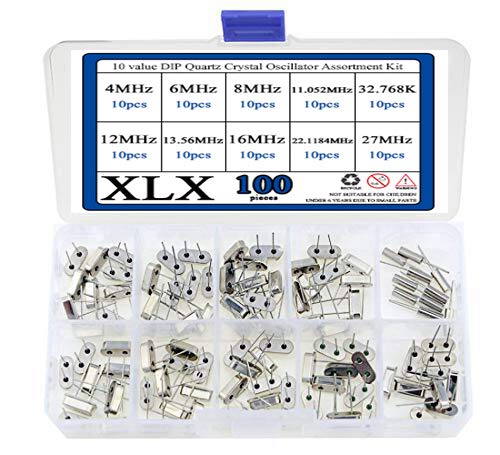 10 value DIP Quartz Crystal Oscillator Assortment Kit
4MHz 6MHz 8MHz 11.052MHz 32.768K
10pcs 10pcs 10pcs 10pcs 10pcs
12MHz 13.56MHz 16MHz 22.1184MHz 27MHz
10pcs 10pcs 10pcs 10pcs 10pcs
XLX 100
pieces
RECYCLE WARNING
NOT SUITABLE FOR CHILDREN
UNDER 6 YEARS DUE TO SMALL PARTS